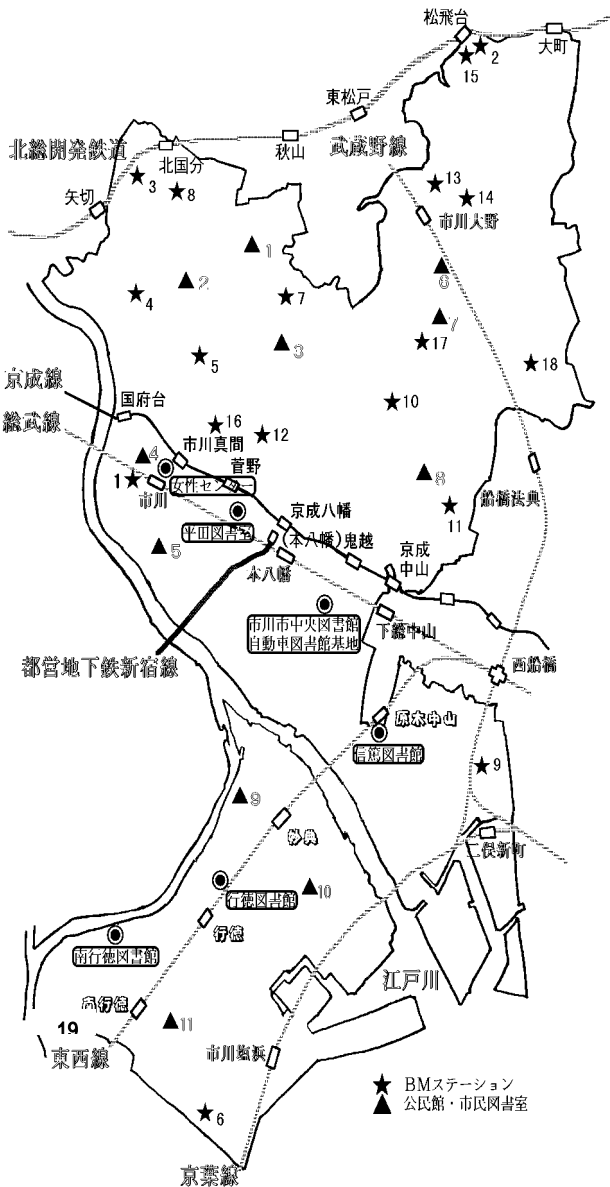 松飛台
大町
2
15
東松戸
武蔵野線
北総開発鉄道
北国分
秋山
3
8
13
14
矢切
市川大野
1
2
6
4
7
7
3
17
5
18
京成線
国府台
10
総武線
16
12
市川真間
菅野
4
女性センター
8
1
市川
船橋法典
平田図書室
京成八幡
11
(本八幡)
鬼越
京成
中山
5
本八幡
市川市中央図書館
自動車図書館基地
下総中山
都営地下鉄新宿線
西船橋
原木中山
信篤図書館
9
9
妙典
二俣新町
10
行徳図書館
行徳
南行徳図書館
江戸川
南行徳
11
19
東西線
市川塩浜
6
京葉線
★ BMステーション
▲ 公民館・市民図書室